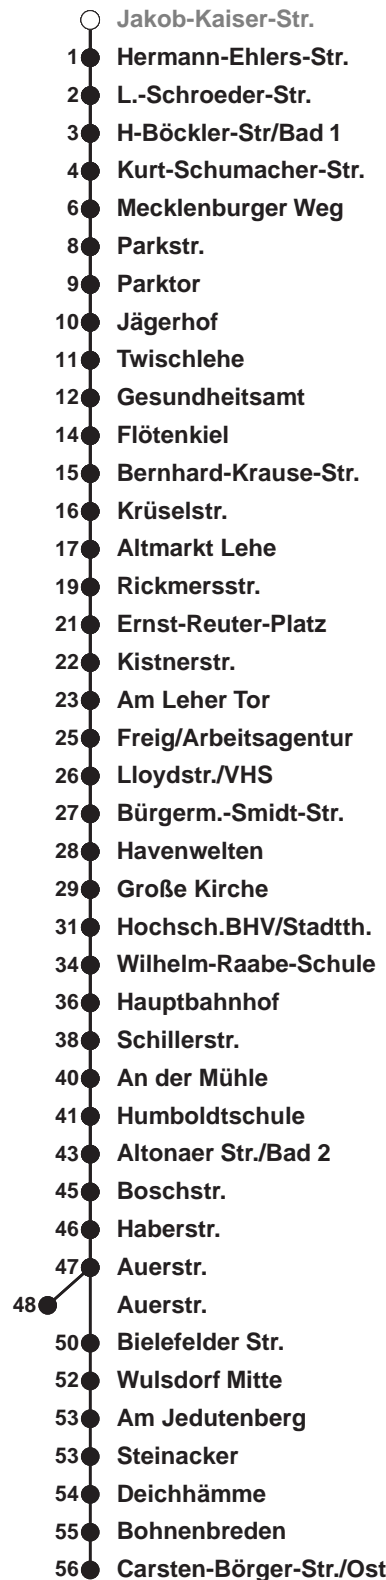 Jakob-Kaiser-Str.
1 Hermann-Ehlers-Str.
2 L.-Schroeder-Str.
3 H-Böckler-Str/Bad 1
4 Kurt-Schumacher-Str.
6 Mecklenburger Weg
8 Parkstr.
9 Parktor
10 Jägerhof
11 Twischlehe
12 Gesundheitsamt
14 Flötenkiel
15 Bernhard-Krause-Str.
16 Krüselstr.
17 Altmarkt Lehe
19 Rickmersstr.
21 Ernst-Reuter-Platz
22 Kistnerstr.
23 Am Leher Tor
25 Freig/Arbeitsagentur
26 Lloydstr./VHS
27 Bürgerm.-Smidt-Str.
28 Havenwelten
29 Große Kirche
31 Hochsch.BHV/Stadtth.
34 Wilhelm-Raabe-Schule
36 Hauptbahnhof
38 Schillerstr.
40 An der Mühle
41 Humboldtschule
43 Altonaer Str./Bad 2
45 Boschstr.
46 Haberstr.
47 Auerstr.
48 Auerstr.
50 Bielefelder Str.
52 Wulsdorf Mitte
53 Am Jedutenberg
53 Steinacker
54 Deichhämme
55 Bohnenbreden
56 Carsten-Börger-Str./Ost